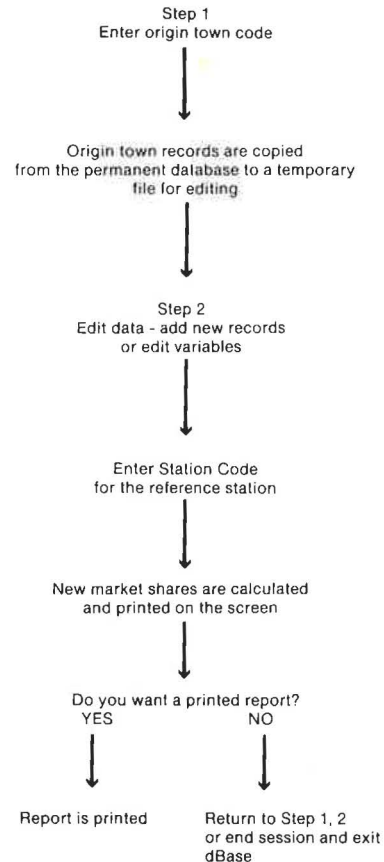 Step 1
Enter origin town code
Origin town records are copied
from the permanent database to a temporary
file for editing
Step 2
Edit data - add new records
or edit variables
Enter Station Code
for the reference station
New market shares are calculated
and printed on the screen
Do you want a printed report?
YES NO
Report is printed
Return to Step 1, 2
or end session and exit
dBase